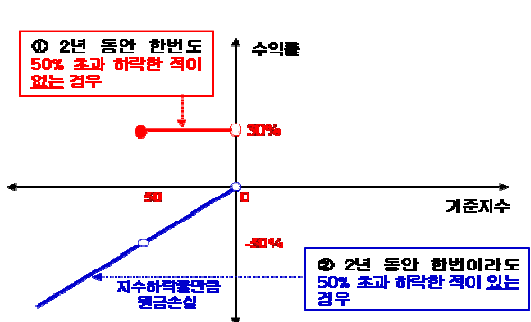 ① 2년 동안 한번도
50% 초과 하락한 적이
없는 경우
수익률
30%
기준지수
지수하락률만큼
원금손실
② 2년 동안 한번이라도
50% 초과 하락한 적이 있는
경우